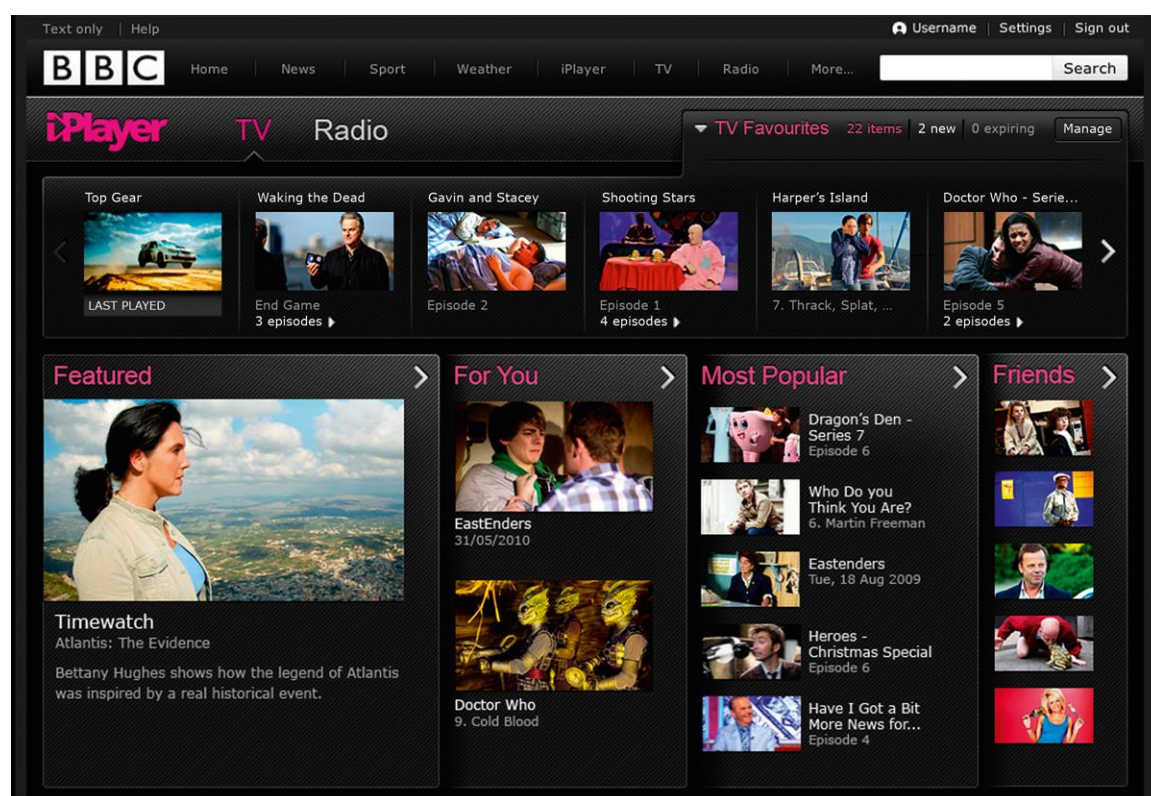 Text only | Help
Username | Settings | Sign out
BBC Home News Sport Weather iPlayer TV Radio More... Search
iPlayer TV Radio
TV Favourites 22 items 2 new 0 expiring Manage
Top Gear
LAST PLAYED
Waking the Dead
End Game
3 episodes
Gavin and Stacey
Episode 2
Shooting Stars
Episode 1
4 episodes
Harper's Island
7. Thrack, Splat, ...
Doctor Who - Serie...
Episode 5
2 episodes
Featured
Timewatch
Atlantis: The Evidence
Bettany Hughes shows how the legend of Atlantis
was inspired by a real historical event.
For You
EastEnders
31/05/2010
Doctor Who
9. Cold Blood
Most Popular
Dragon's Den -
Series 7
Episode 6
Who Do you
Think You Are?
6. Martin Freeman
Eastenders
Tue, 18 Aug 2009
Heroes -
Christmas Special
Episode 6
Have I Got a Bit
More News for...
Episode 4
Friends